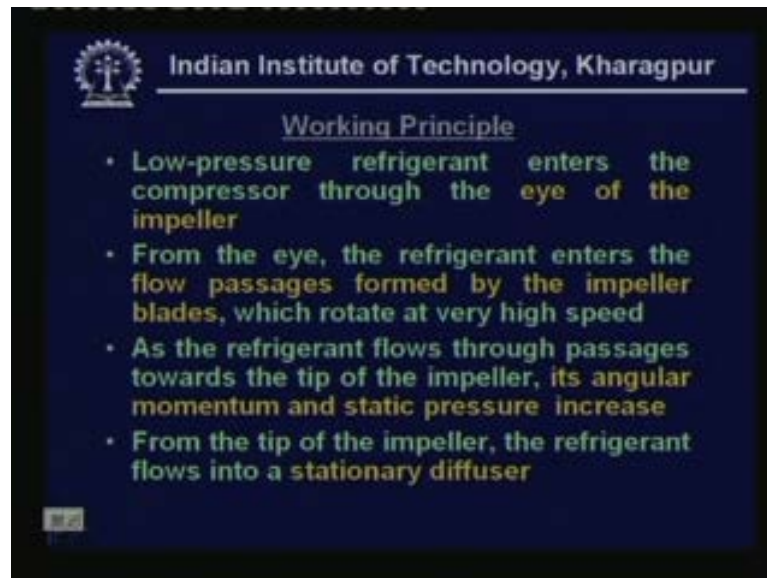 Indian Institute of Technology, Kharagpur
Working Principle
• Low-pressure refrigerant enters the
compressor through the eye of the
impeller
• From the eye, the refrigerant enters the
flow passages formed by the impeller
blades, which rotate at very high speed
• As the refrigerant flows through passages
towards the tip of the impeller, its angular
momentum and static pressure increase
• From the tip of the impeller, the refrigerant
flows into a stationary diffuser